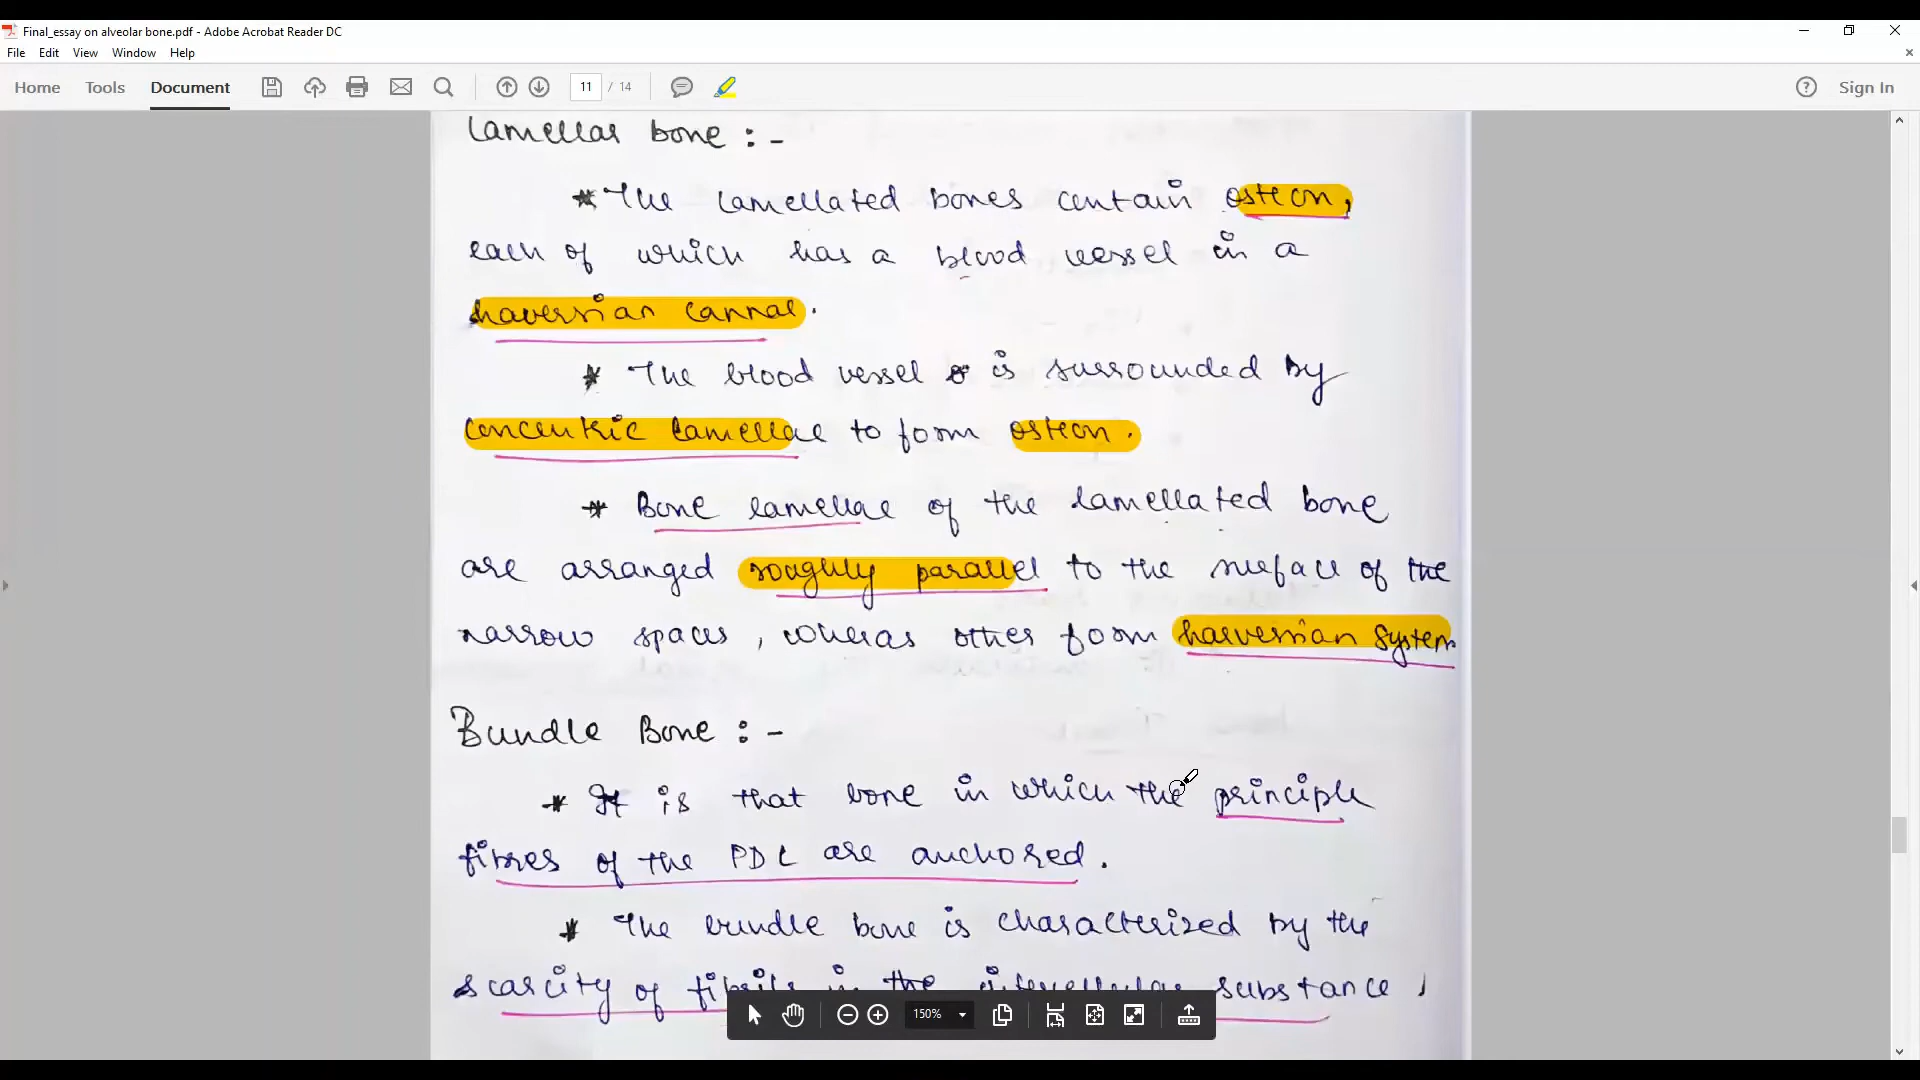 Final_essay on alveolar bone.pdf - Adobe Acrobat Reader DC
File Edit View Window Help
Home Tools Document 11 / 14 Sign In
Lamellar bone :-
* The lamellated bones contain osteon,
each of which has a blood vessel in a
haversian cannal.
* The blood vessel is surrounded by
concentric lamellae to form osteon.
* Bone lamellae of the lamellated bone
are arranged roughly parallel to the surface of the
narrow spaces, wheras other form harversian system
Bundle Bone :-
* It is that bone in which the principle
fibres of the PDL are anchored.
* The bundle bone is characterized by the
scarcity of fibrils in the intercellular substance,
150%